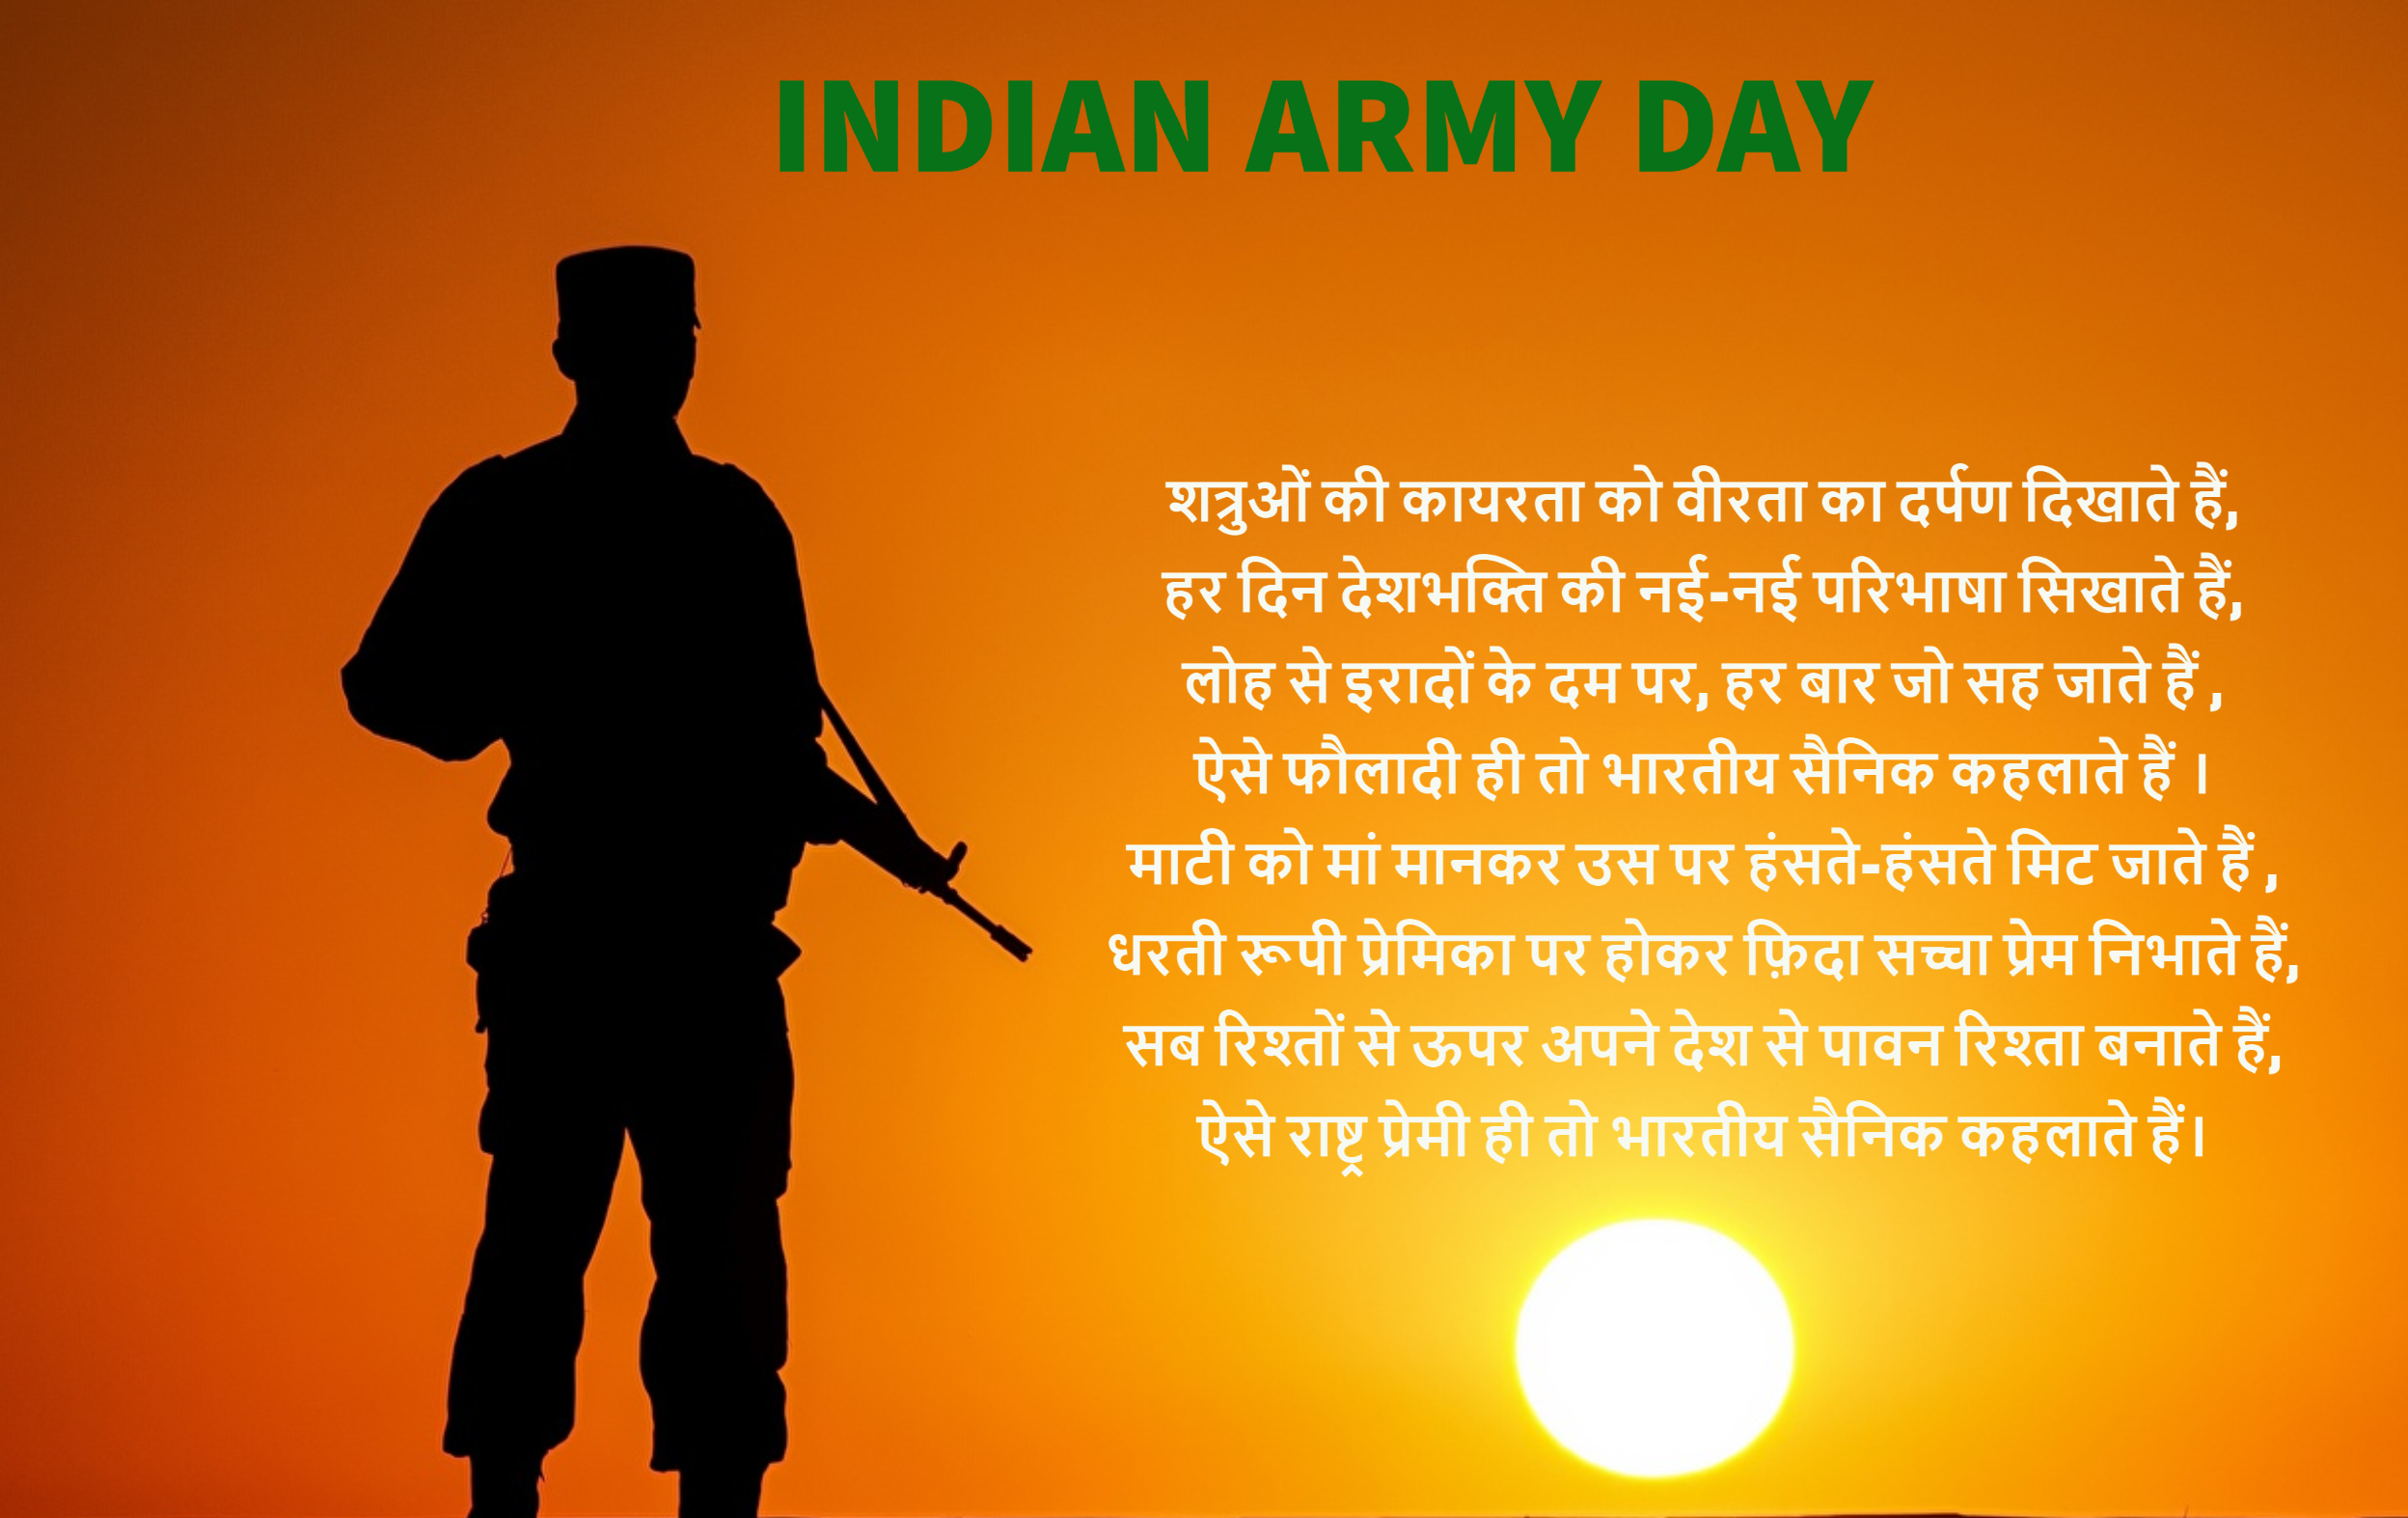 INDIAN ARMY DAY
शत्रुओं की कायरता को वीरता का दर्पण दिखाते हैं,
हर दिन देशभक्ति की नई-नई परिभाषा सिखाते हैं,
लोह से इरादों के दम पर, हर बार जो सह जाते हैं ,
ऐसे फौलादी ही तो भारतीय सैनिक कहलाते हैं ।
माटी को मां मानकर उस पर हंसते-हंसते मिट जाते हैं ,
धरती रूपी प्रेमिका पर होकर फ़िदा सच्चा प्रेम निभाते हैं,
सब रिश्तों से ऊपर अपने देश से पावन रिश्ता बनाते हैं,
ऐसे राष्ट्र प्रेमी ही तो भारतीय सैनिक कहलाते हैं।